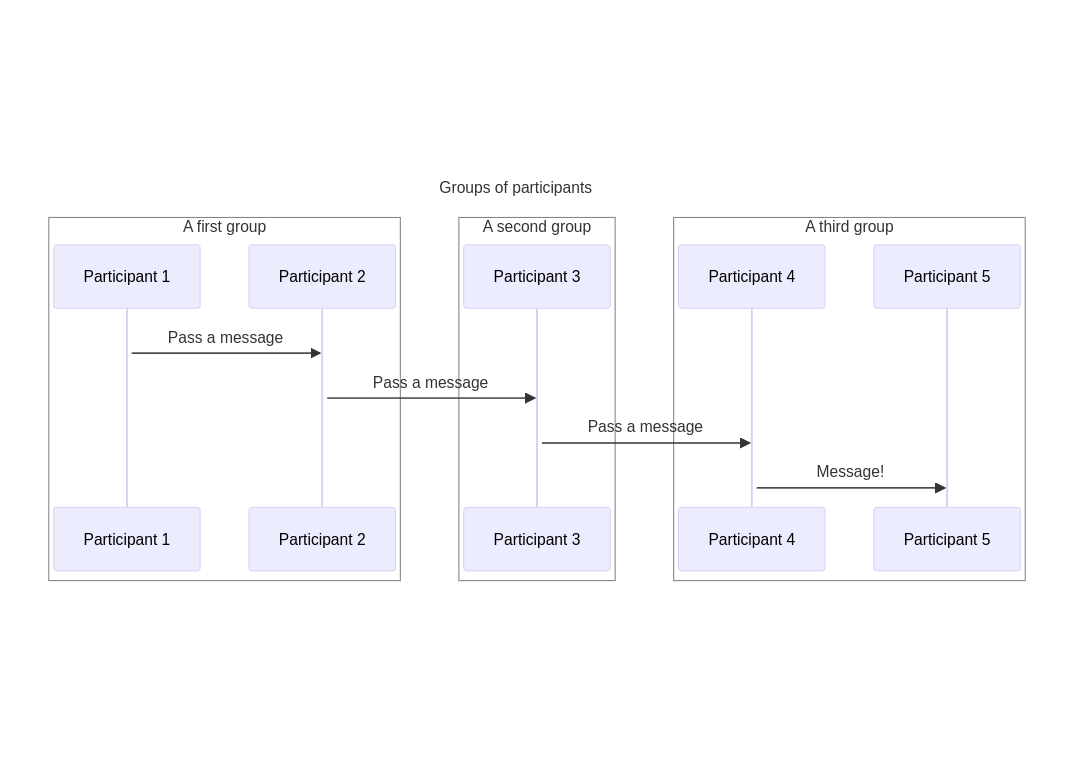 Groups of participants
A first group
A second group
A third group
Participant 1
Participant 2
Participant 3
Participant 4
Participant 5
Pass a message
Pass a message
Pass a message
Message!
Participant 1
Participant 2
Participant 3
Participant 4
Participant 5